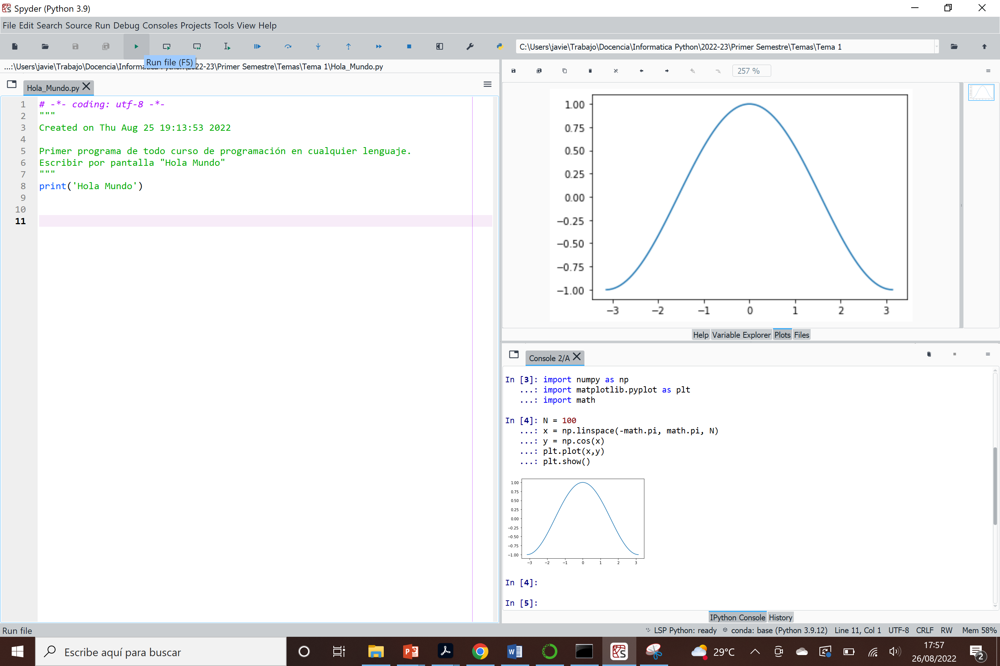 Spyder (Python 3.9)
File Edit Search Source Run Debug Consoles Projects Tools View Help
C:\Users\javie\Trabajo\Docencia\Informatica Python\2022-23\Primer Semestre\Temas\Tema 1
Run file (F5)
...:\Users\javie\Trabajo\Docencia\Informatica Python\2022-23\Primer Semestre\Temas\Tema 1\Hola_Mundo.py
257 %
Hola_Mundo.py
1 # -*- coding: utf-8 -*-
2 """
3 Created on Thu Aug 25 19:13:53 2022
4
5 Primer programa de todo curso de programación en cualquier lenguaje.
6 Escribir por pantalla "Hola Mundo"
7 """
8 print('Hola Mundo')
9
10
11
1.00
0.75
0.50
0.25
0.00
−0.25
−0.50
−0.75
−1.00
−3 −2 −1 0 1 2 3
Help Variable Explorer Plots Files
Console 2/A
In [3]: import numpy as np
...: import matplotlib.pyplot as plt
...: import math
In [4]: N = 100
...: x = np.linspace(-math.pi, math.pi, N)
...: y = np.cos(x)
...: plt.plot(x,y)
...: plt.show()
1.00
0.75
0.50
0.25
0.00
−0.25
−0.50
−0.75
−1.00
−3 −2 −1 0 1 2 3
In [4]:
In [5]:
IPython Console History
Run file
LSP Python: ready conda: base (Python 3.9.12) Line 11, Col 1 UTF-8 CRLF RW Mem 58%
Escribe aquí para buscar
29°C
17:57
26/08/2022
2